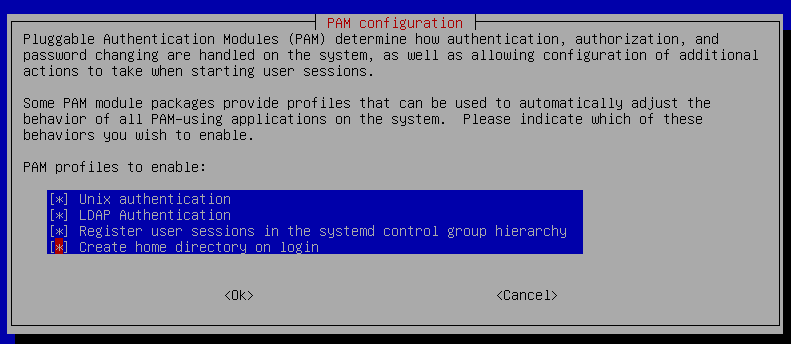 PAM configuration
Pluggable Authentication Modules (PAM) determine how authentication, authorization, and
password changing are handled on the system, as well as allowing configuration of additional
actions to take when starting user sessions.
Some PAM module packages provide profiles that can be used to automatically adjust the
behavior of all PAM-using applications on the system.  Please indicate which of these
behaviors you wish to enable.
PAM profiles to enable:
[*] Unix authentication
[*] LDAP Authentication
[*] Register user sessions in the systemd control group hierarchy
[*] Create home directory on login
<Ok> <Cancel>